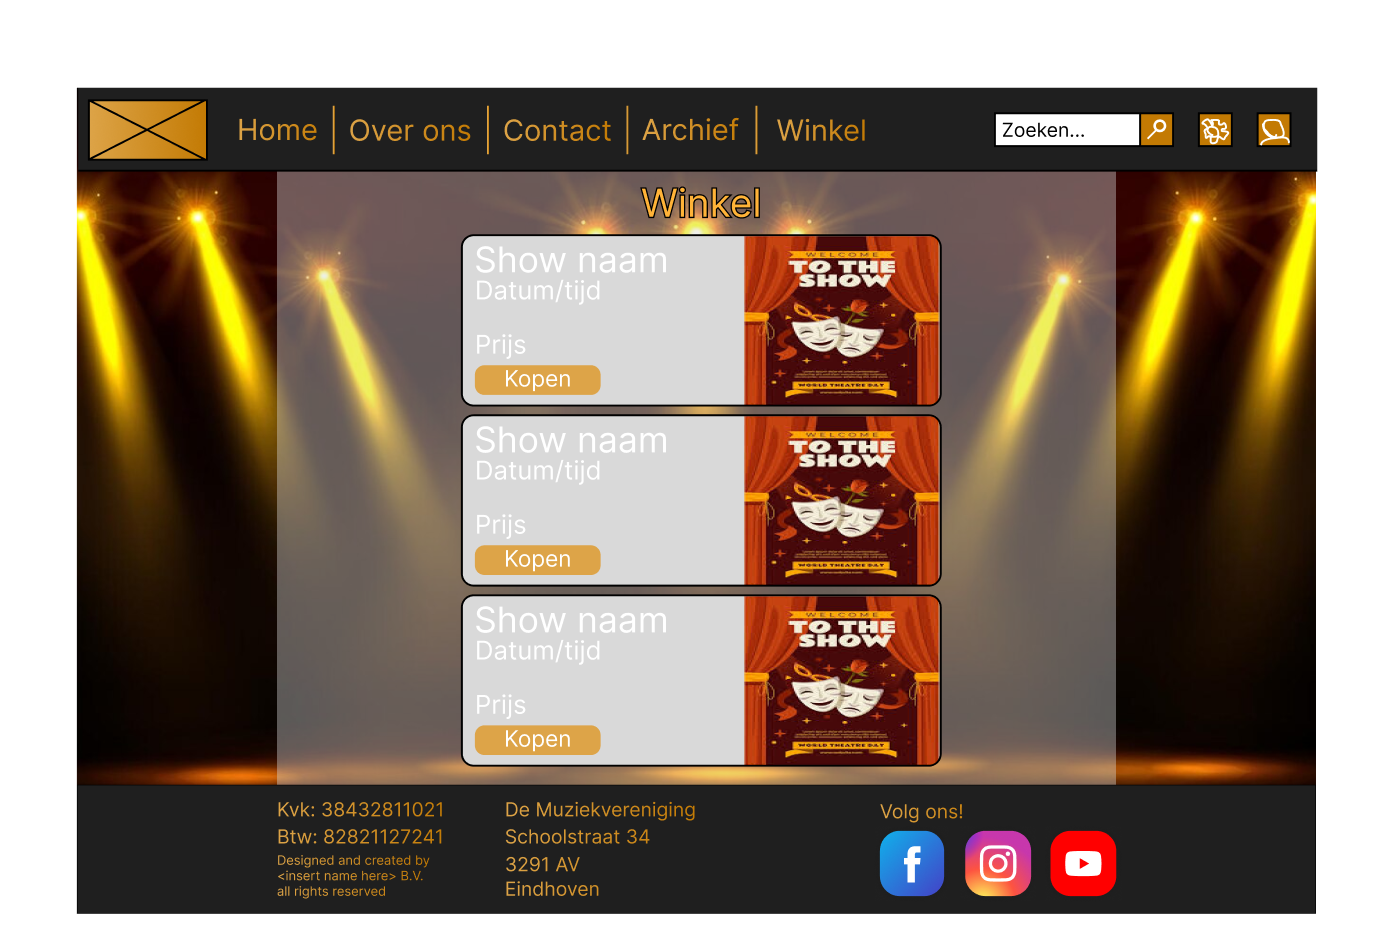 Home Over ons Contact Archief Winkel Zoeken...
Winkel
Show naam
Datum/tijd
Prijs
Kopen
WELCOME
TO THE
SHOW
WORLD THEATRE DAY
Show naam
Datum/tijd
Prijs
Kopen
WELCOME
TO THE
SHOW
WORLD THEATRE DAY
Show naam
Datum/tijd
Prijs
Kopen
WELCOME
TO THE
SHOW
WORLD THEATRE DAY
Kvk: 38432811021
Btw: 82821127241
Designed and created by
<insert name here> B.V.
all rights reserved
De Muziekvereniging
Schoolstraat 34
3291 AV
Eindhoven
Volg ons!